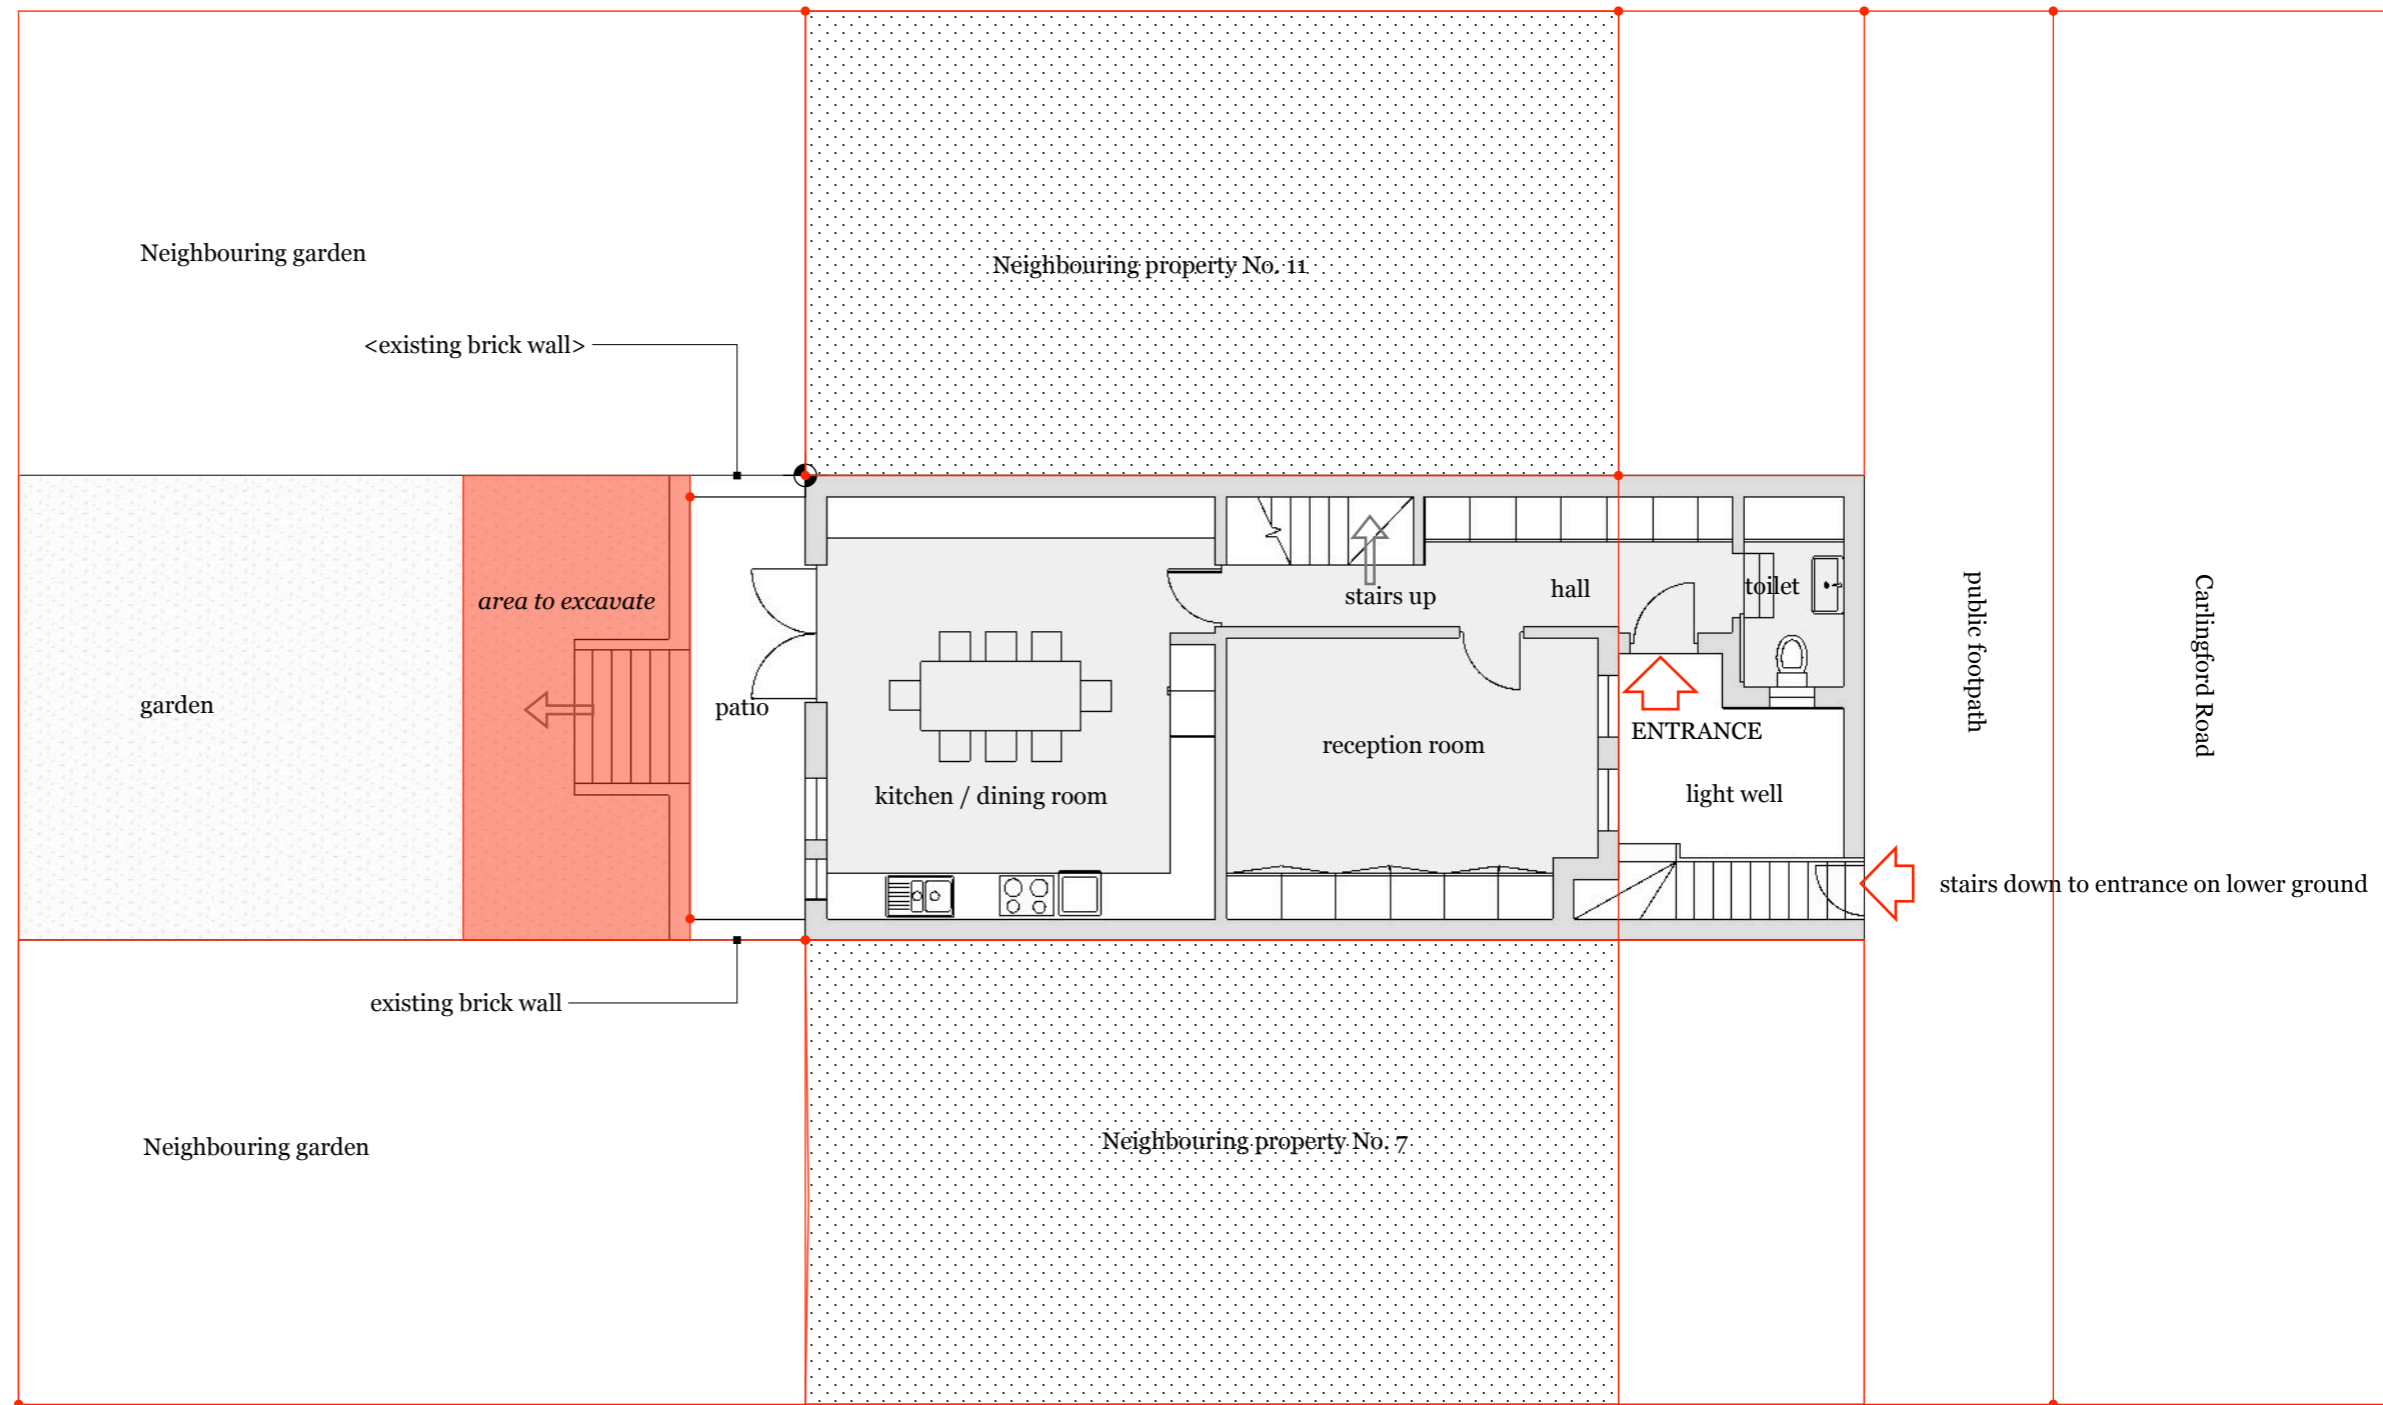 Neighbouring garden
Neighbouring property No. 11
<existing brick wall>
area to excavate
stairs up
hall
toilet
garden
patio
kitchen / dining room
reception room
ENTRANCE
light well
public footpath
Carlingford Road
stairs down to entrance on lower ground
existing brick wall
Neighbouring garden
Neighbouring property No. 7